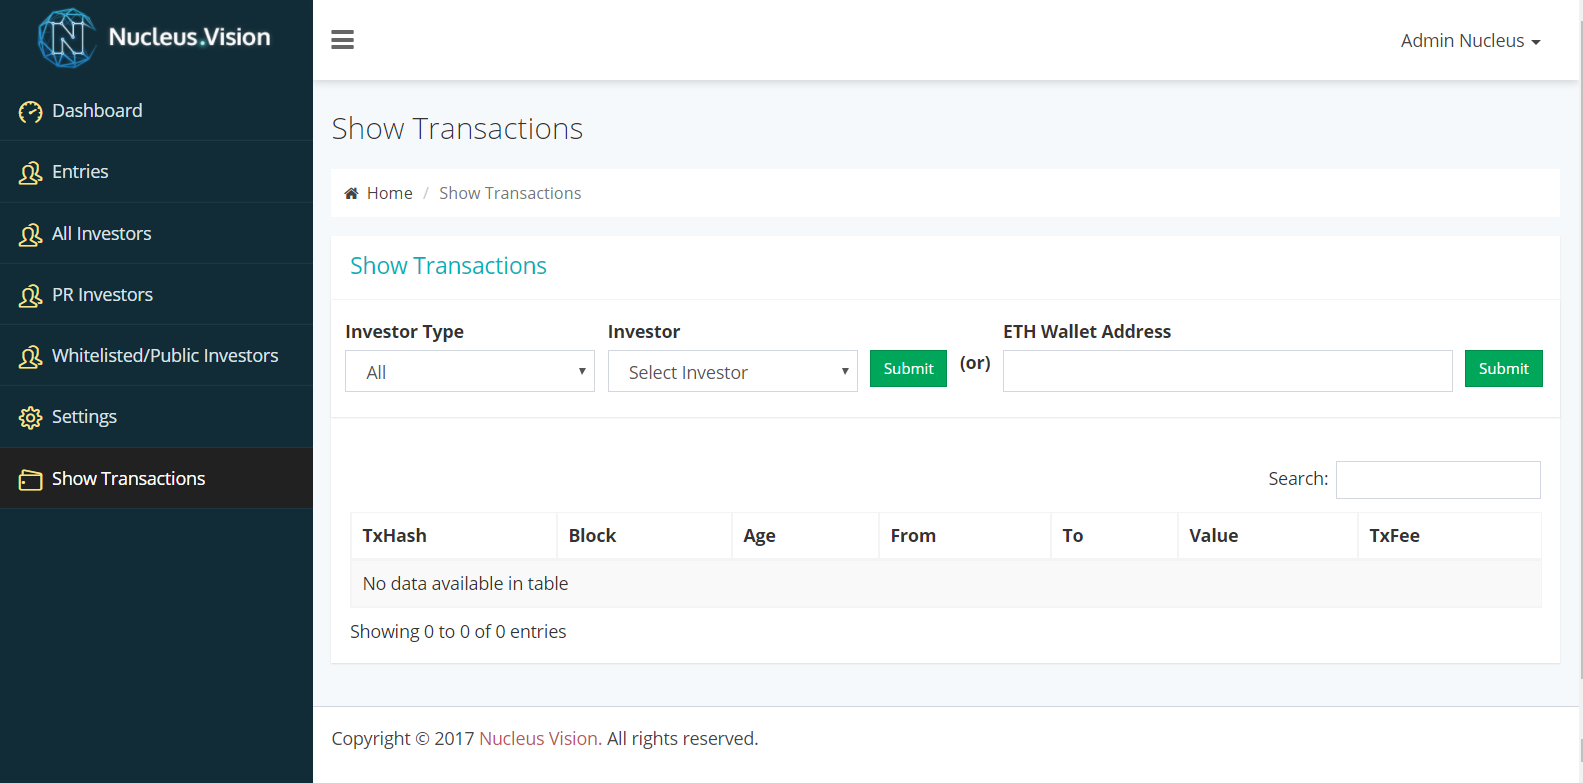 Nucleus.Vision
Admin Nucleus
Dashboard
Entries
All Investors
PR Investors
Whitelisted/Public Investors
Settings
Show Transactions
Show Transactions
Home / Show Transactions
Show Transactions
Investor Type
Investor
ETH Wallet Address
All
Select Investor
Submit
(or)
Submit
Search:
TxHash Block Age From To Value TxFee
No data available in table
Showing 0 to 0 of 0 entries
Copyright © 2017 Nucleus Vision. All rights reserved.